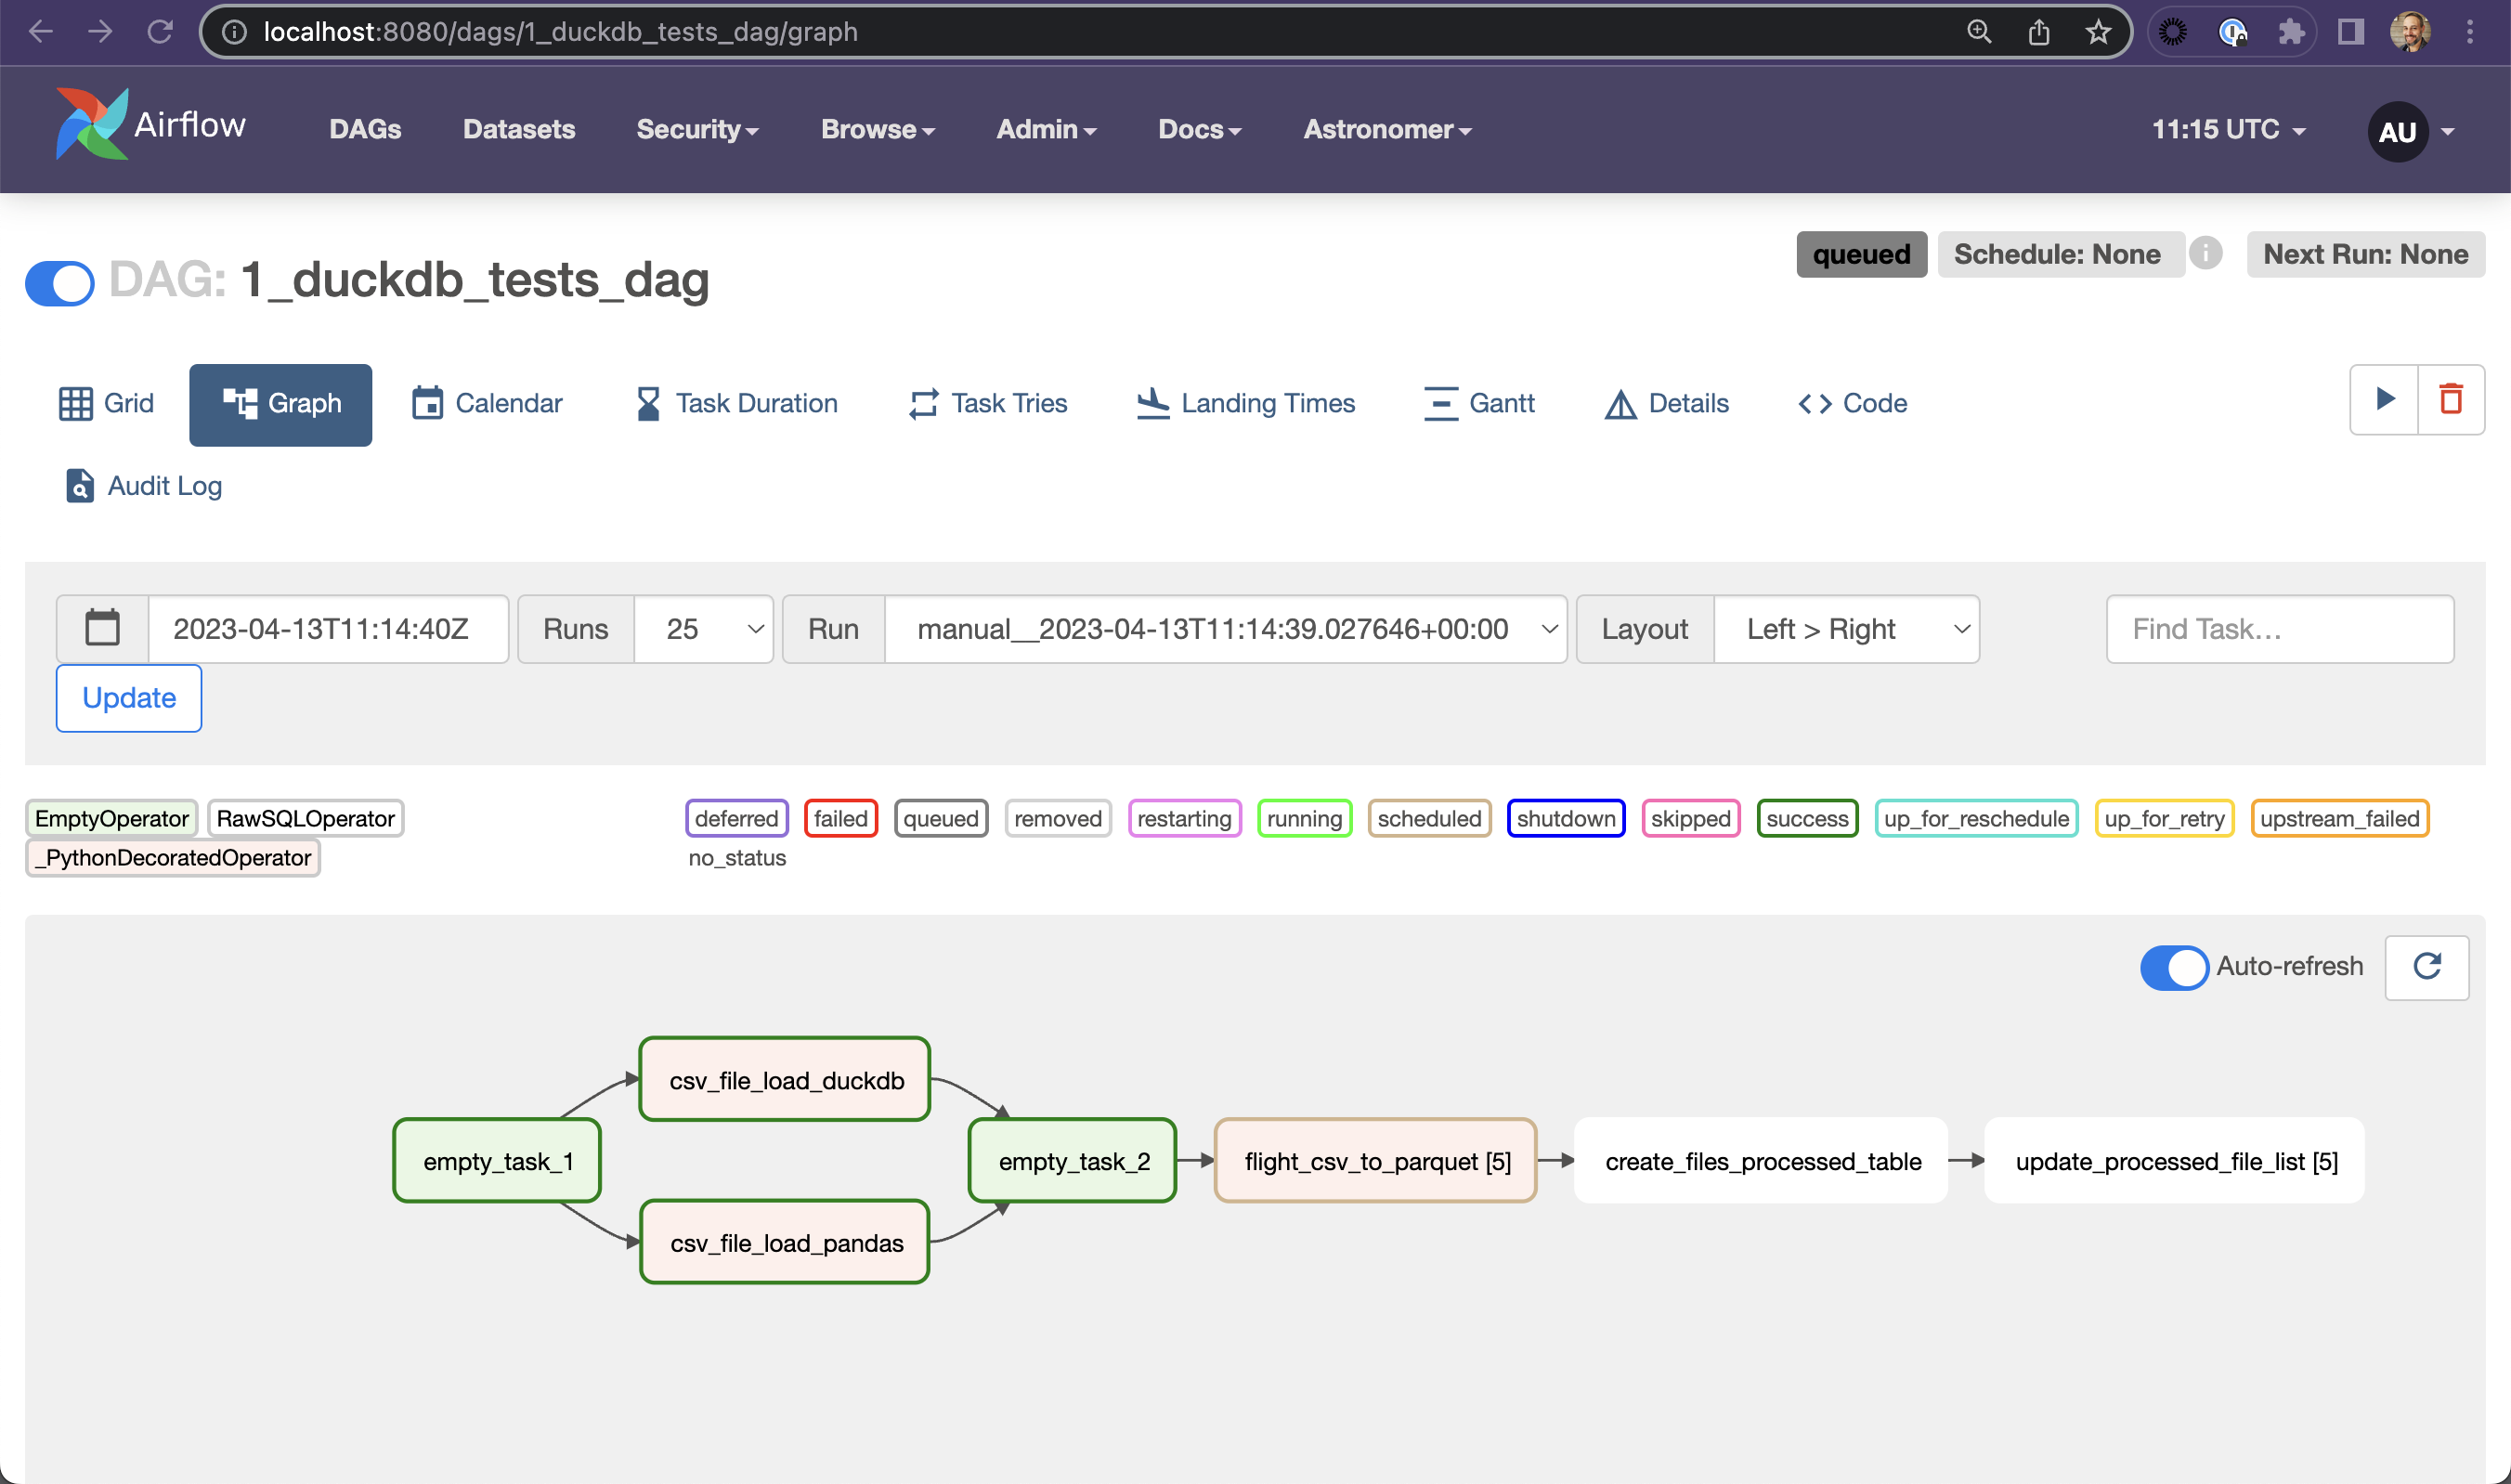 localhost:8080/dags/1_duckdb_tests_dag/graph
Airflow DAGs Datasets Security Browse Admin Docs Astronomer 11:15 UTC AU
DAG: 1_duckdb_tests_dag queued Schedule: None i Next Run: None
Grid Graph Calendar Task Duration Task Tries Landing Times Gantt Details Code
Audit Log
2023-04-13T11:14:40Z Runs 25 Run manual__2023-04-13T11:14:39.027646+00:00 Layout Left > Right Find Task…
Update
EmptyOperator RawSQLOperator deferred failed queued removed restarting running scheduled shutdown skipped success up_for_reschedule up_for_retry upstream_failed
_PythonDecoratedOperator no_status
Auto-refresh
csv_file_load_duckdb
empty_task_1 empty_task_2 flight_csv_to_parquet [5] create_files_processed_table update_processed_file_list [5]
csv_file_load_pandas